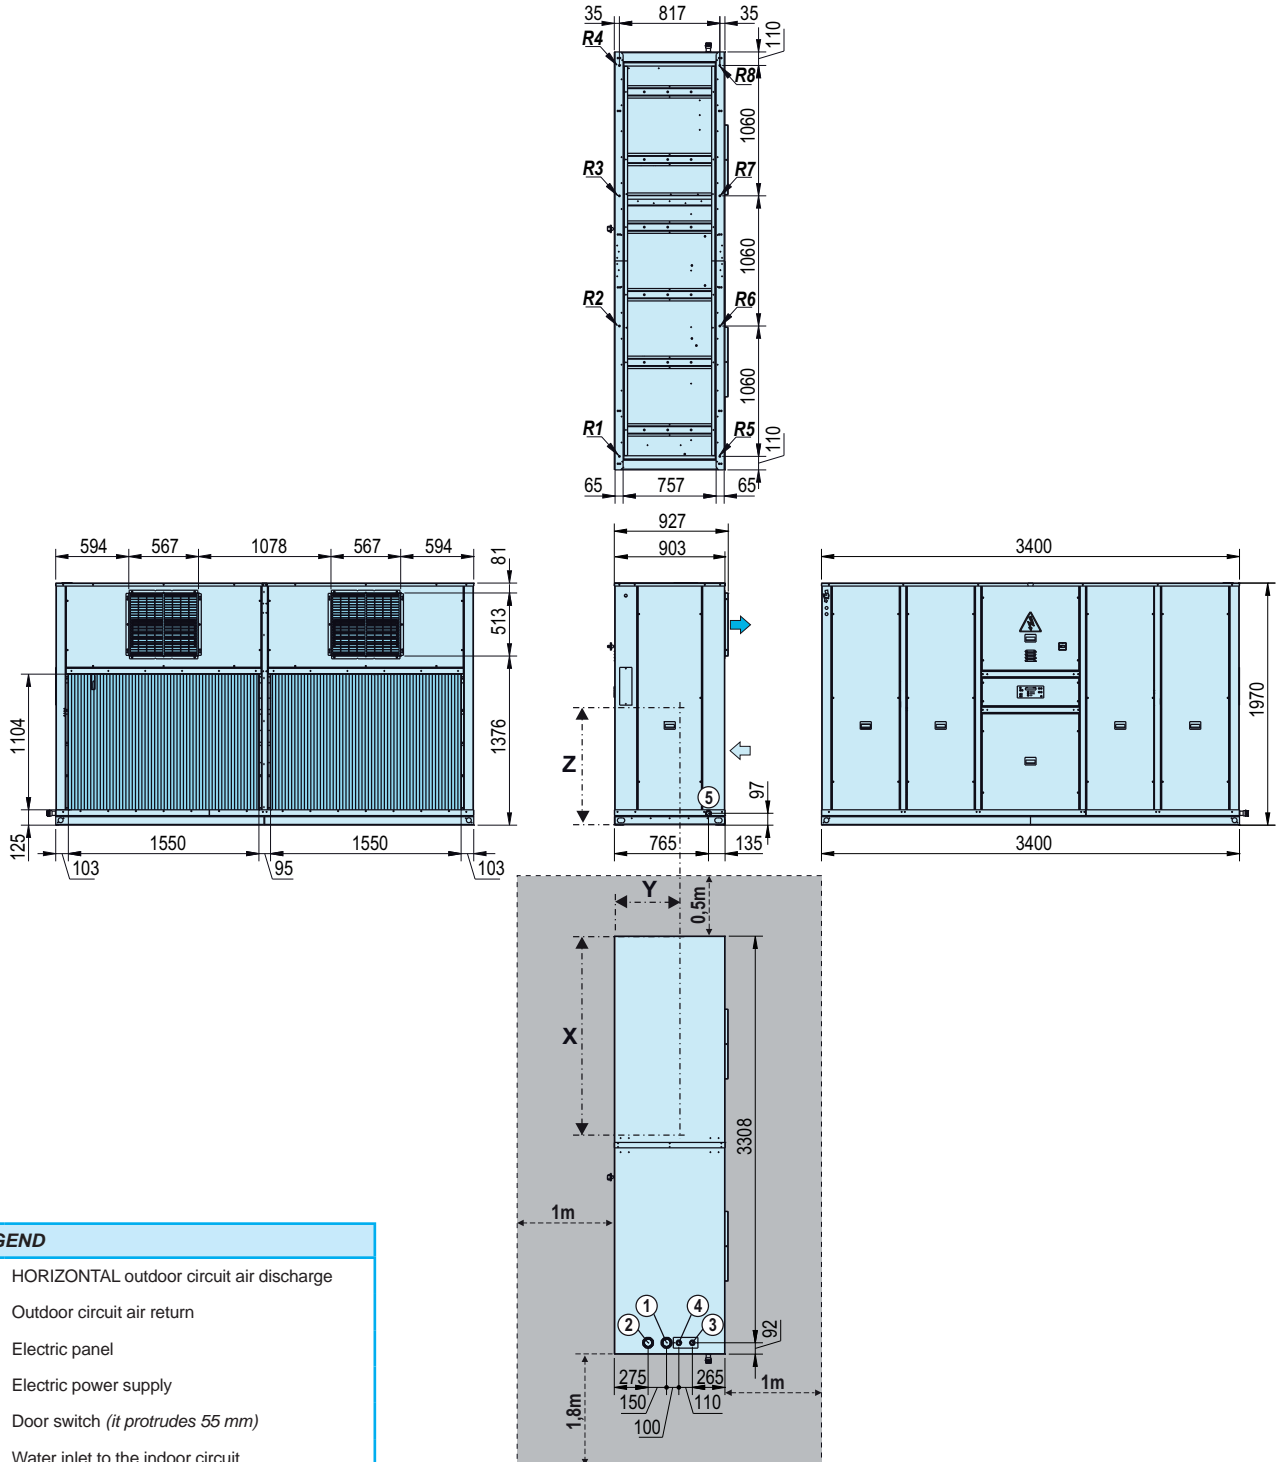 35 817 35
R4 110
R8
1060
R3 R7
1060
R2 R6
1060
R1 R5
110
65 757 65
927
594 567 1078 567 594 903 3400
81
513
1104 1376 Z 1970
5 97
125 1550 1550 765 135 3400
103 95 103
Y 0,5m
X
3308
1m
GEND
HORIZONTAL outdoor circuit air discharge
Outdoor circuit air return
1 4
2 3 92
Electric panel
275 265
Electric power supply 1m
150 110
Door switch (it protrudes 55 mm) 1,8m
100
Water inlet to the indoor circuit